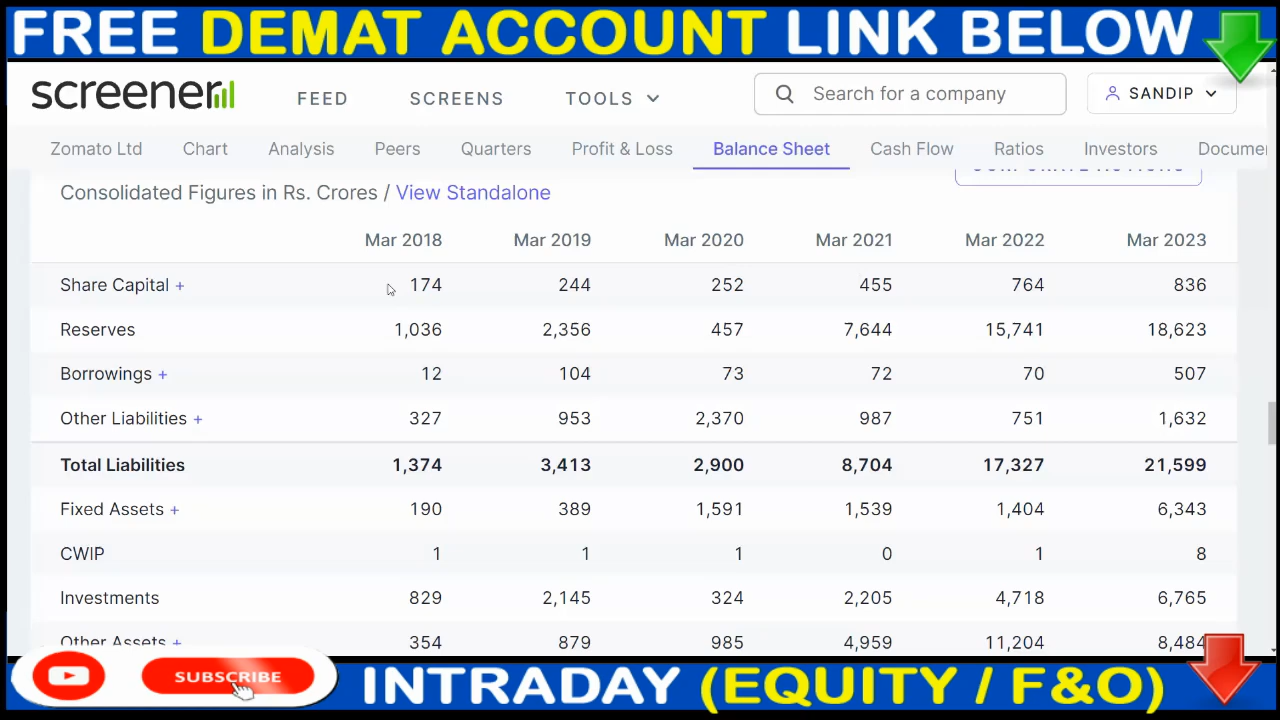 FREE DEMAT ACCOUNT LINK BELOW
screener FEED SCREENS TOOLS Search for a company SANDIP
Zomato Ltd Chart Analysis Peers Quarters Profit & Loss Balance Sheet Cash Flow Ratios Investors Documen
Consolidated Figures in Rs. Crores / View Standalone
Mar 2018 Mar 2019 Mar 2020 Mar 2021 Mar 2022 Mar 2023
Share Capital + 174 244 252 455 764 836
Reserves 1,036 2,356 457 7,644 15,741 18,623
Borrowings + 12 104 73 72 70 507
Other Liabilities + 327 953 2,370 987 751 1,632
Total Liabilities 1,374 3,413 2,900 8,704 17,327 21,599
Fixed Assets + 190 389 1,591 1,539 1,404 6,343
CWIP 1 1 1 0 1 8
Investments 829 2,145 324 2,205 4,718 6,765
Other Assets + 354 879 985 4,959 11,204 8,484
SUBSCRIBE INTRADAY (EQUITY / F&O)